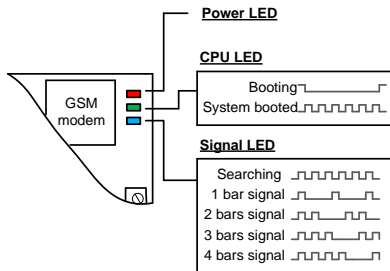 Power LED
CPU LED
Booting
System booted
GSM
modem
Signal LED
Searching
1 bar signal
2 bars signal
3 bars signal
4 bars signal